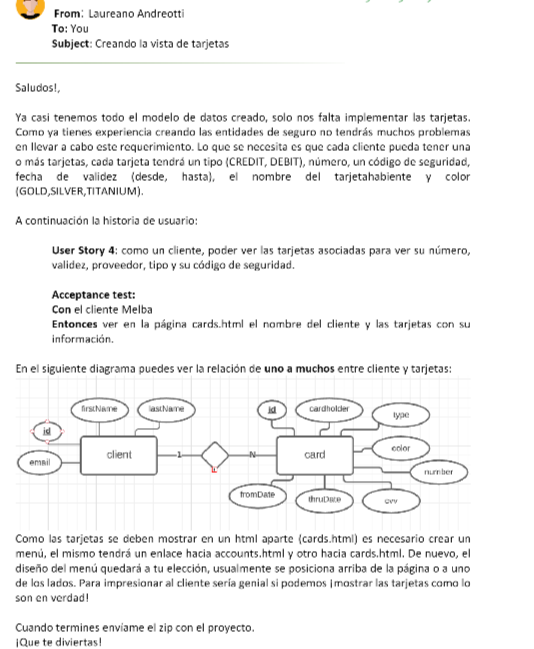 From: Laureano Andreotti
To: You
Subject: Creando la vista de tarjetas
Saludos!,
Ya casi tenemos todo el modelo de datos creado, solo nos falta implementar las tarjetas.
Como ya tienes experiencia creando las entidades de seguro no tendrás muchos problemas
en llevar a cabo este requerimiento. Lo que se necesita es que cada cliente pueda tener una
o más tarjetas, cada tarjeta tendrá un tipo (CREDIT, DEBIT), número, un código de seguridad,
fecha de validez (desde, hasta), el nombre del tarjetahabiente y color
(GOLD,SILVER,TITANIUM).
A continuación la historia de usuario:
User Story 4: como un cliente, poder ver las tarjetas asociadas para ver su número,
validez, proveedor, tipo y su código de seguridad.
Acceptance test:
Con el cliente Melba
Entonces ver en la página cards.html el nombre del cliente y las tarjetas con su
información.
En el siguiente diagrama puedes ver la relación de uno a muchos entre cliente y tarjetas:
firstName
lastName
id
cardholder
type
id
email
client
1
N
card
color
number
fromDate
thruDate
cvv
Como las tarjetas se deben mostrar en un html aparte (cards.html) es necesario crear un
menú, el mismo tendrá un enlace hacia accounts.html y otro hacia cards.html. De nuevo, el
diseño del menú quedará a tu elección, usualmente se posiciona arriba de la página o a uno
de los lados. Para impresionar al cliente sería genial si podemos ¡mostrar las tarjetas como lo
son en verdad!
Cuando termines envíame el zip con el proyecto.
¡Que te diviertas!